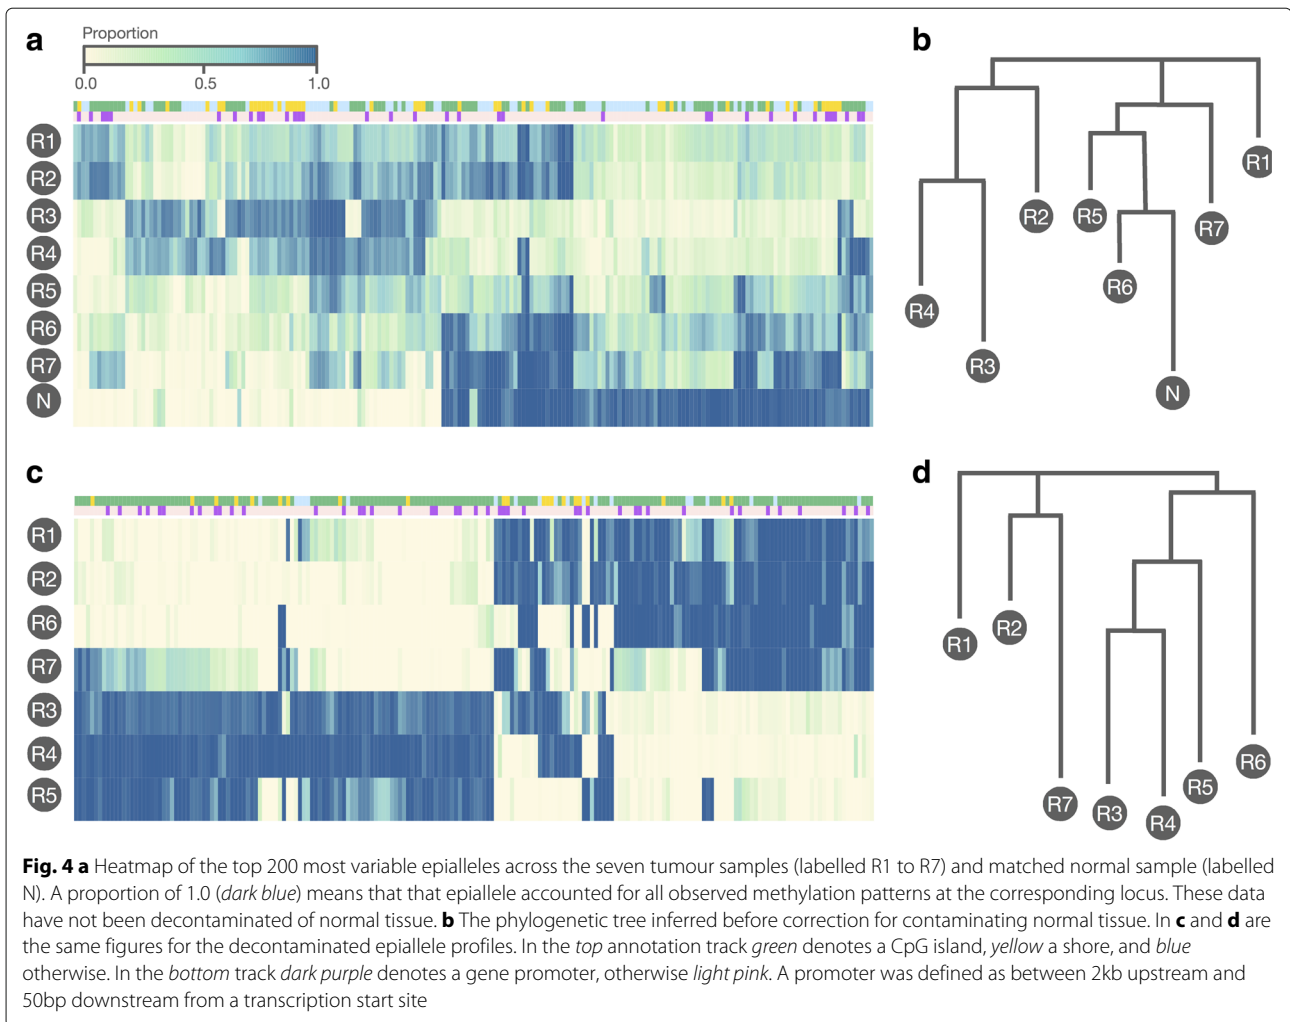 a
Proportion
0.0 0.5 1.0
R1
R2
R3
R4
R5
R6
R7
N
b
R1
R2 R5 R7
R6
R4
R3
N
c
R1
R2
R6
R7
R3
R4
R5
d
R1 R2
R6
R5
R7 R3 R4
Fig. 4 a Heatmap of the top 200 most variable epialleles across the seven tumour samples (labelled R1 to R7) and matched normal sample (labelled
N). A proportion of 1.0 (dark blue) means that that epiallele accounted for all observed methylation patterns at the corresponding locus. These data
have not been decontaminated of normal tissue. b The phylogenetic tree inferred before correction for contaminating normal tissue. In c and d are
the same figures for the decontaminated epiallele profiles. In the top annotation track green denotes a CpG island, yellow a shore, and blue
otherwise. In the bottom track dark purple denotes a gene promoter, otherwise light pink. A promoter was defined as between 2kb upstream and
50bp downstream from a transcription start site